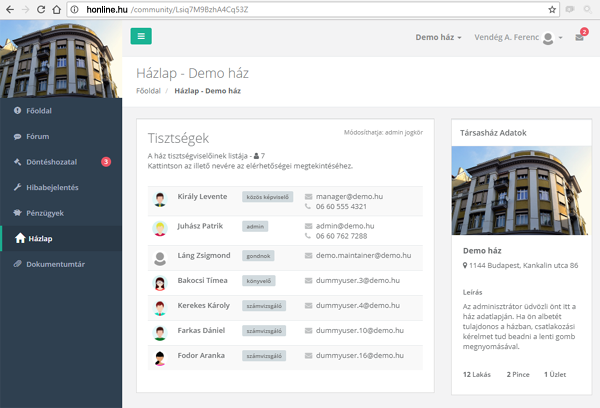 honline.hu/community/Lsiq7M9BzhA4Cq53Z
Demo ház
Vendég A. Ferenc
2
Főoldal
Fórum
Döntéshozatal 3
Hibabejelentés
Pénzügyek
Házlap
Dokumentumtár
Házlap - Demo ház
Főoldal / Házlap - Demo ház
Tisztségek
Módosíthatja: admin jogkör
A ház tisztségviselőinek listája - 7
Kattintson az illető nevére az elérhetőségei megtekintéséhez.
Király Levente közös képviselő manager@demo.hu
06 60 555 4321
Juhász Patrik admin admin@demo.hu
06 60 762 7288
Láng Zsigmond gondnok demo.maintainer@demo.hu
Bakocsi Tímea könyvelő dummyuser.3@demo.hu
Kerekes Károly számvizsgáló dummyuser.4@demo.hu
Farkas Dániel számvizsgáló dummyuser.10@demo.hu
Fodor Aranka számvizsgáló dummyuser.16@demo.hu
Társasház Adatok
Demo ház
1144 Budapest, Kankalin utca 86
Leírás
Az adminisztrátor üdvözli önt itt a
ház adatlapján. Ha ön albetét
tulajdonos a házban, csatlakozási
kérelmet tud beadni a lenti gomb
megnyomásával.
12 Lakás 2 Pince 1 Üzlet